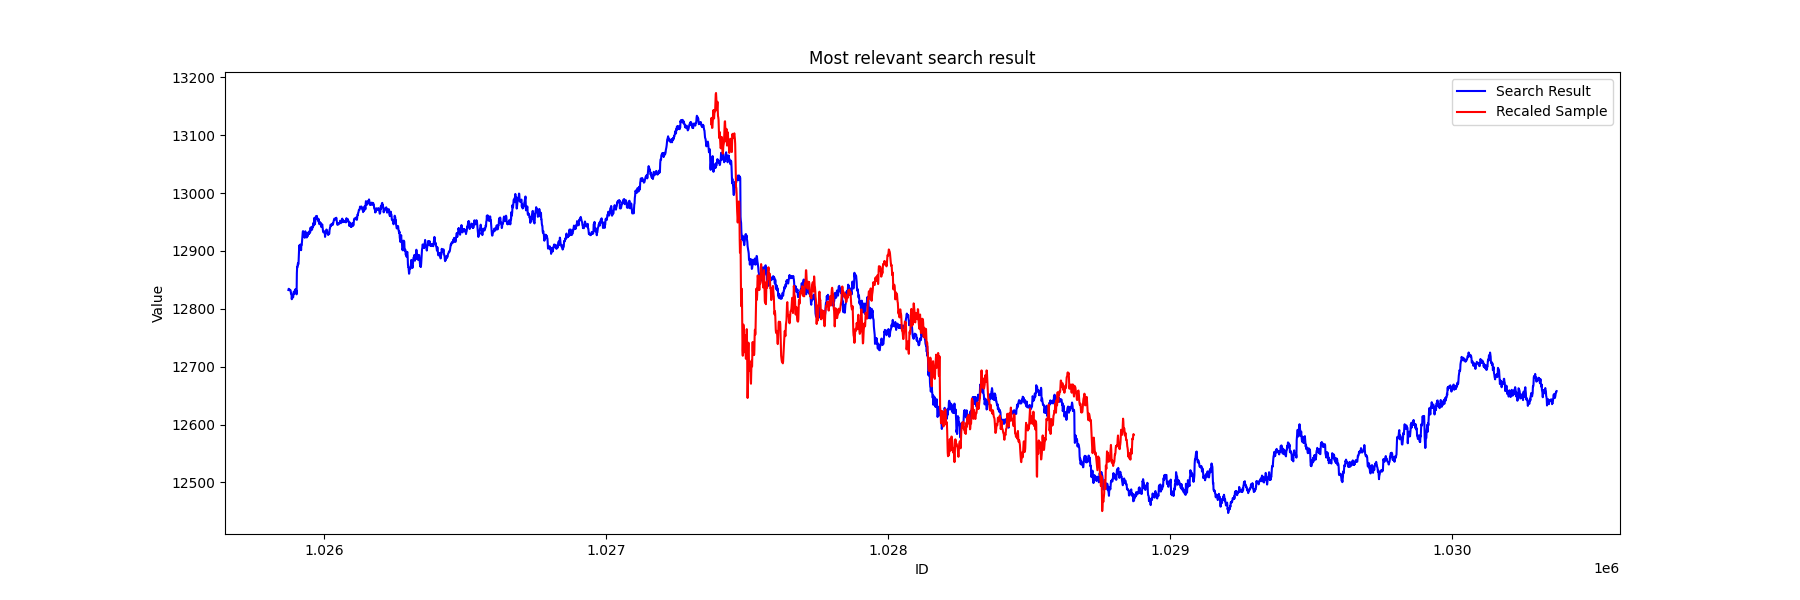 Most relevant search result
13200
13100
13000
12900
12800
12700
12600
12500
Value
1.026
1.027
1.028
1.029
1.030
1e6
ID
Search Result
Recaled Sample